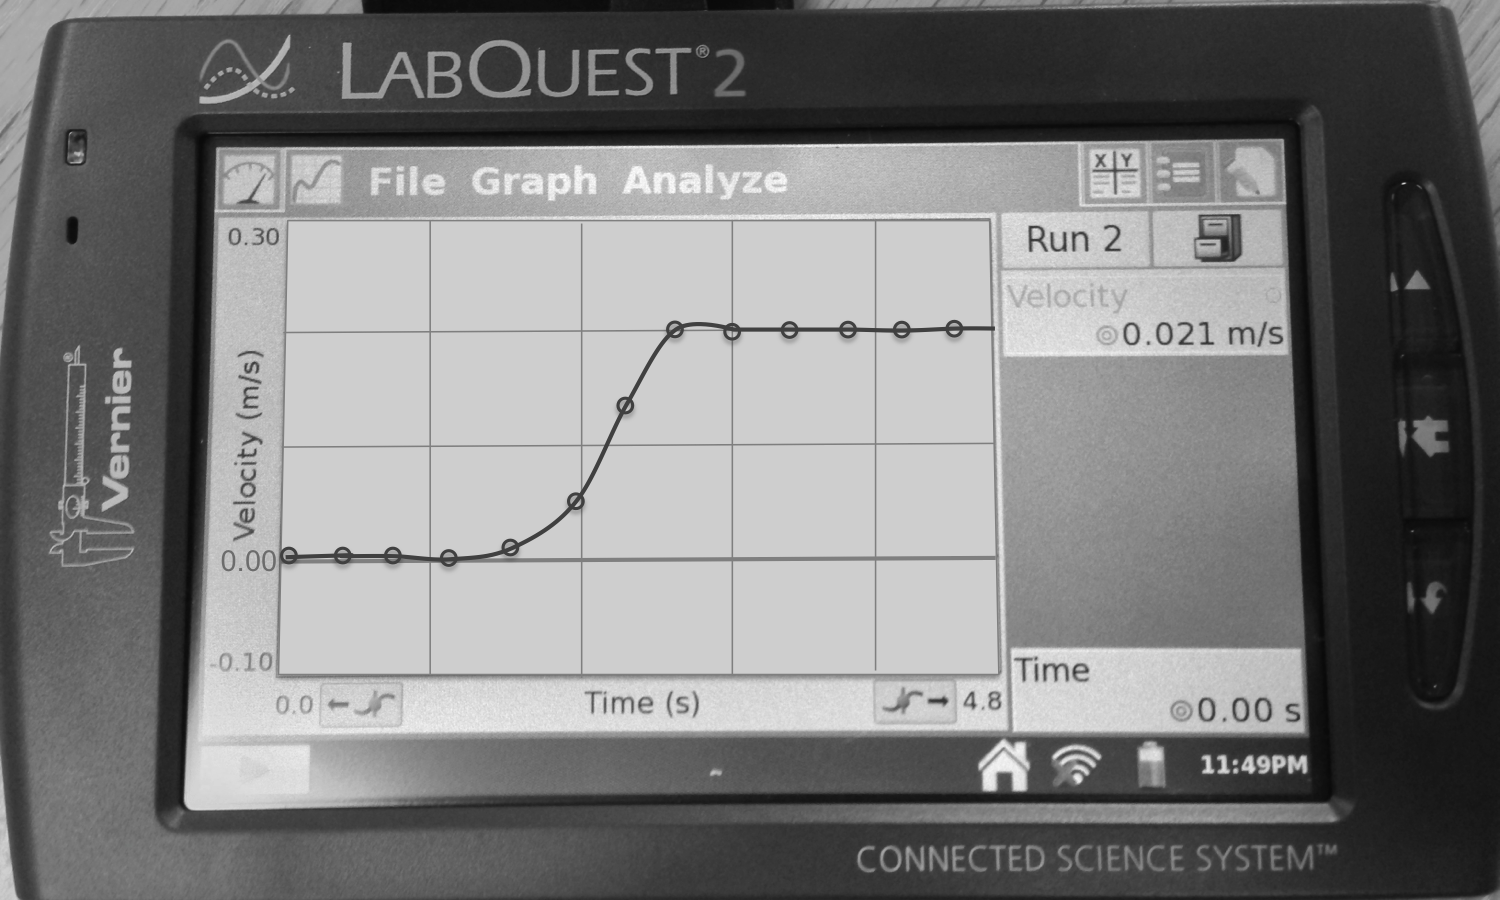 LABQUEST® 2
File Graph Analyze
X Y
0.30
Run 2
Velocity
0.021 m/s
Velocity (m/s)
Vernier®
0.00
-0.10
0.0
Time (s)
4.8
Time
0.00 s
11:49PM
CONNECTED SCIENCE SYSTEM™